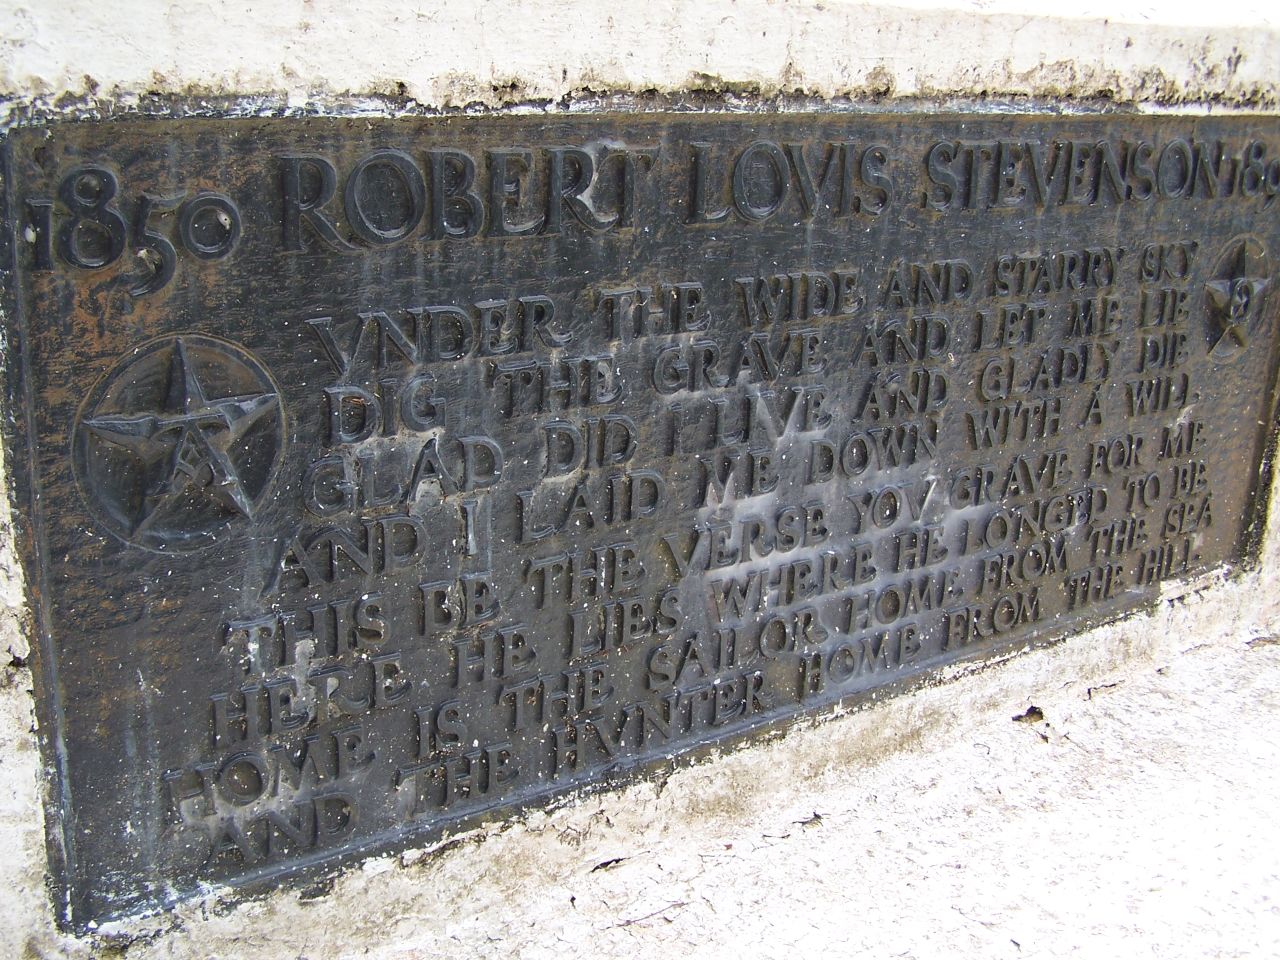 1850 ROBERT LOVIS STEVENSON 189
VNDER THE WIDE AND STARRY SKY
DIG THE GRAVE AND LET ME LIE
GLAD DID I LIVE AND GLADLY DIE
AND I LAID ME DOWN WITH A WILL
THIS BE THE VERSE YOV GRAVE FOR ME
HERE HE LIES WHERE HE LONGED TO BE
HOME IS THE SAILOR HOME FROM THE SEA
AND THE HVNTER HOME FROM THE HILL